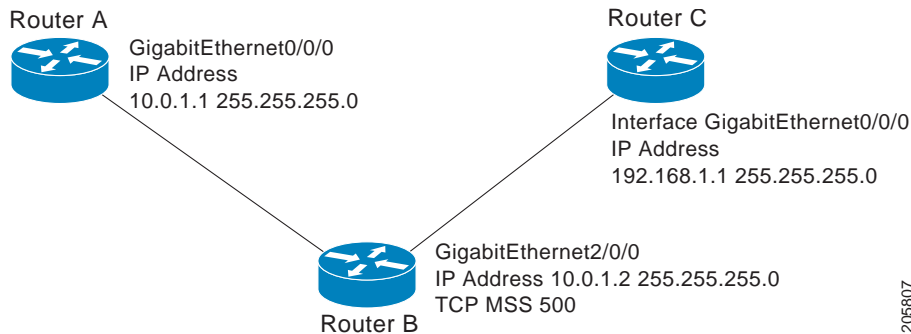 Router A
GigabitEthernet0/0/0
IP Address
10.0.1.1 255.255.255.0
Router C
Interface GigabitEthernet0/0/0
IP Address
192.168.1.1 255.255.255.0
GigabitEthernet2/0/0
IP Address 10.0.1.2 255.255.255.0
TCP MSS 500
Router B
205807